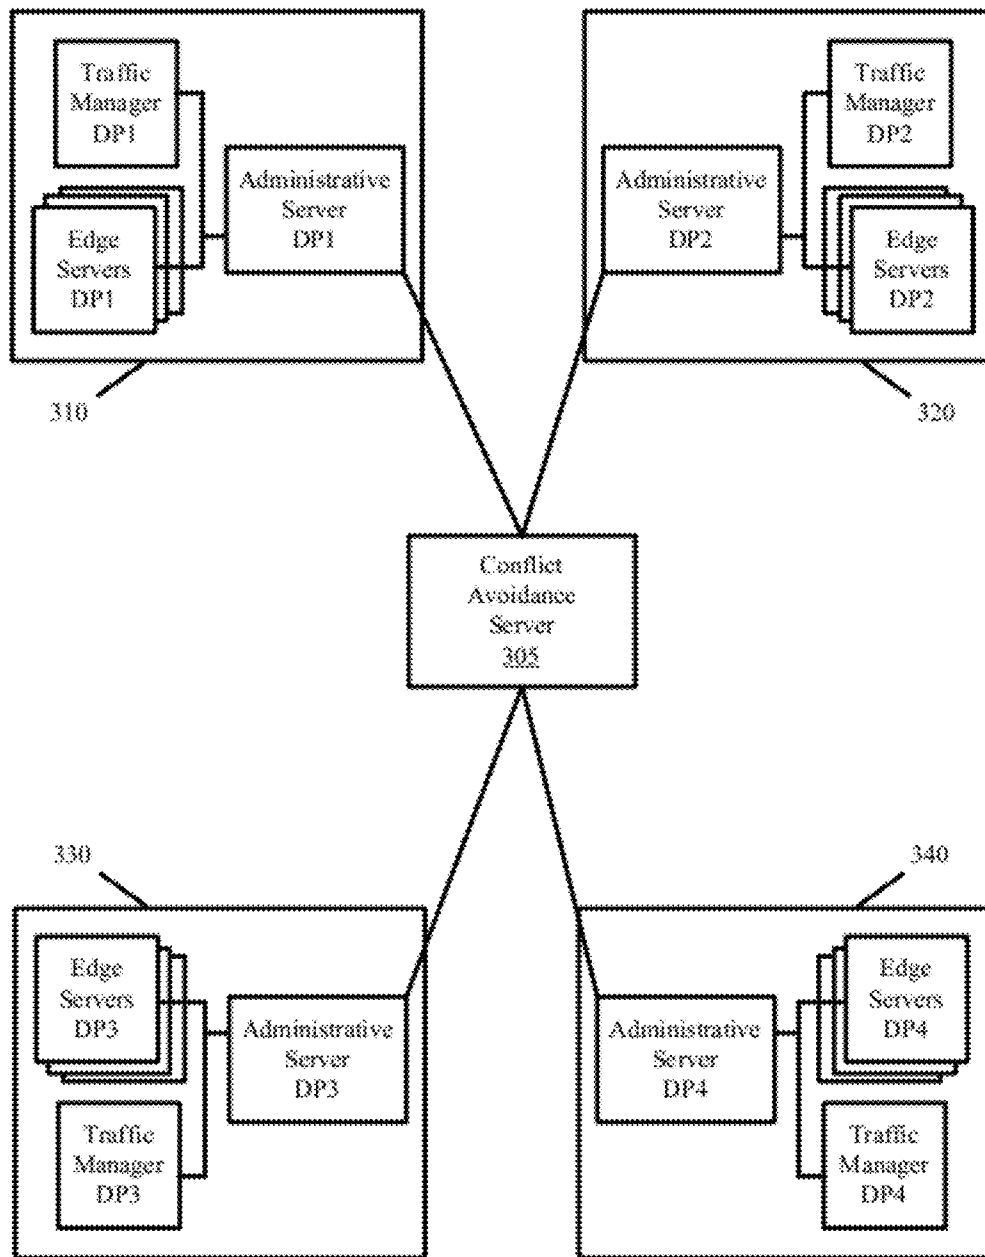 Traffic
Manager
DP1
Administrative
Server
DP1
Edge
Servers
DP1
310
Traffic
Manager
DP2
Administrative
Server
DP2
Edge
Servers
DP2
320
Conflict
Avoidance
Server
305
330
Edge
Servers
DP3
Administrative
Server
DP3
Traffic
Manager
DP3
340
Edge
Servers
DP4
Administrative
Server
DP4
Traffic
Manager
DP4